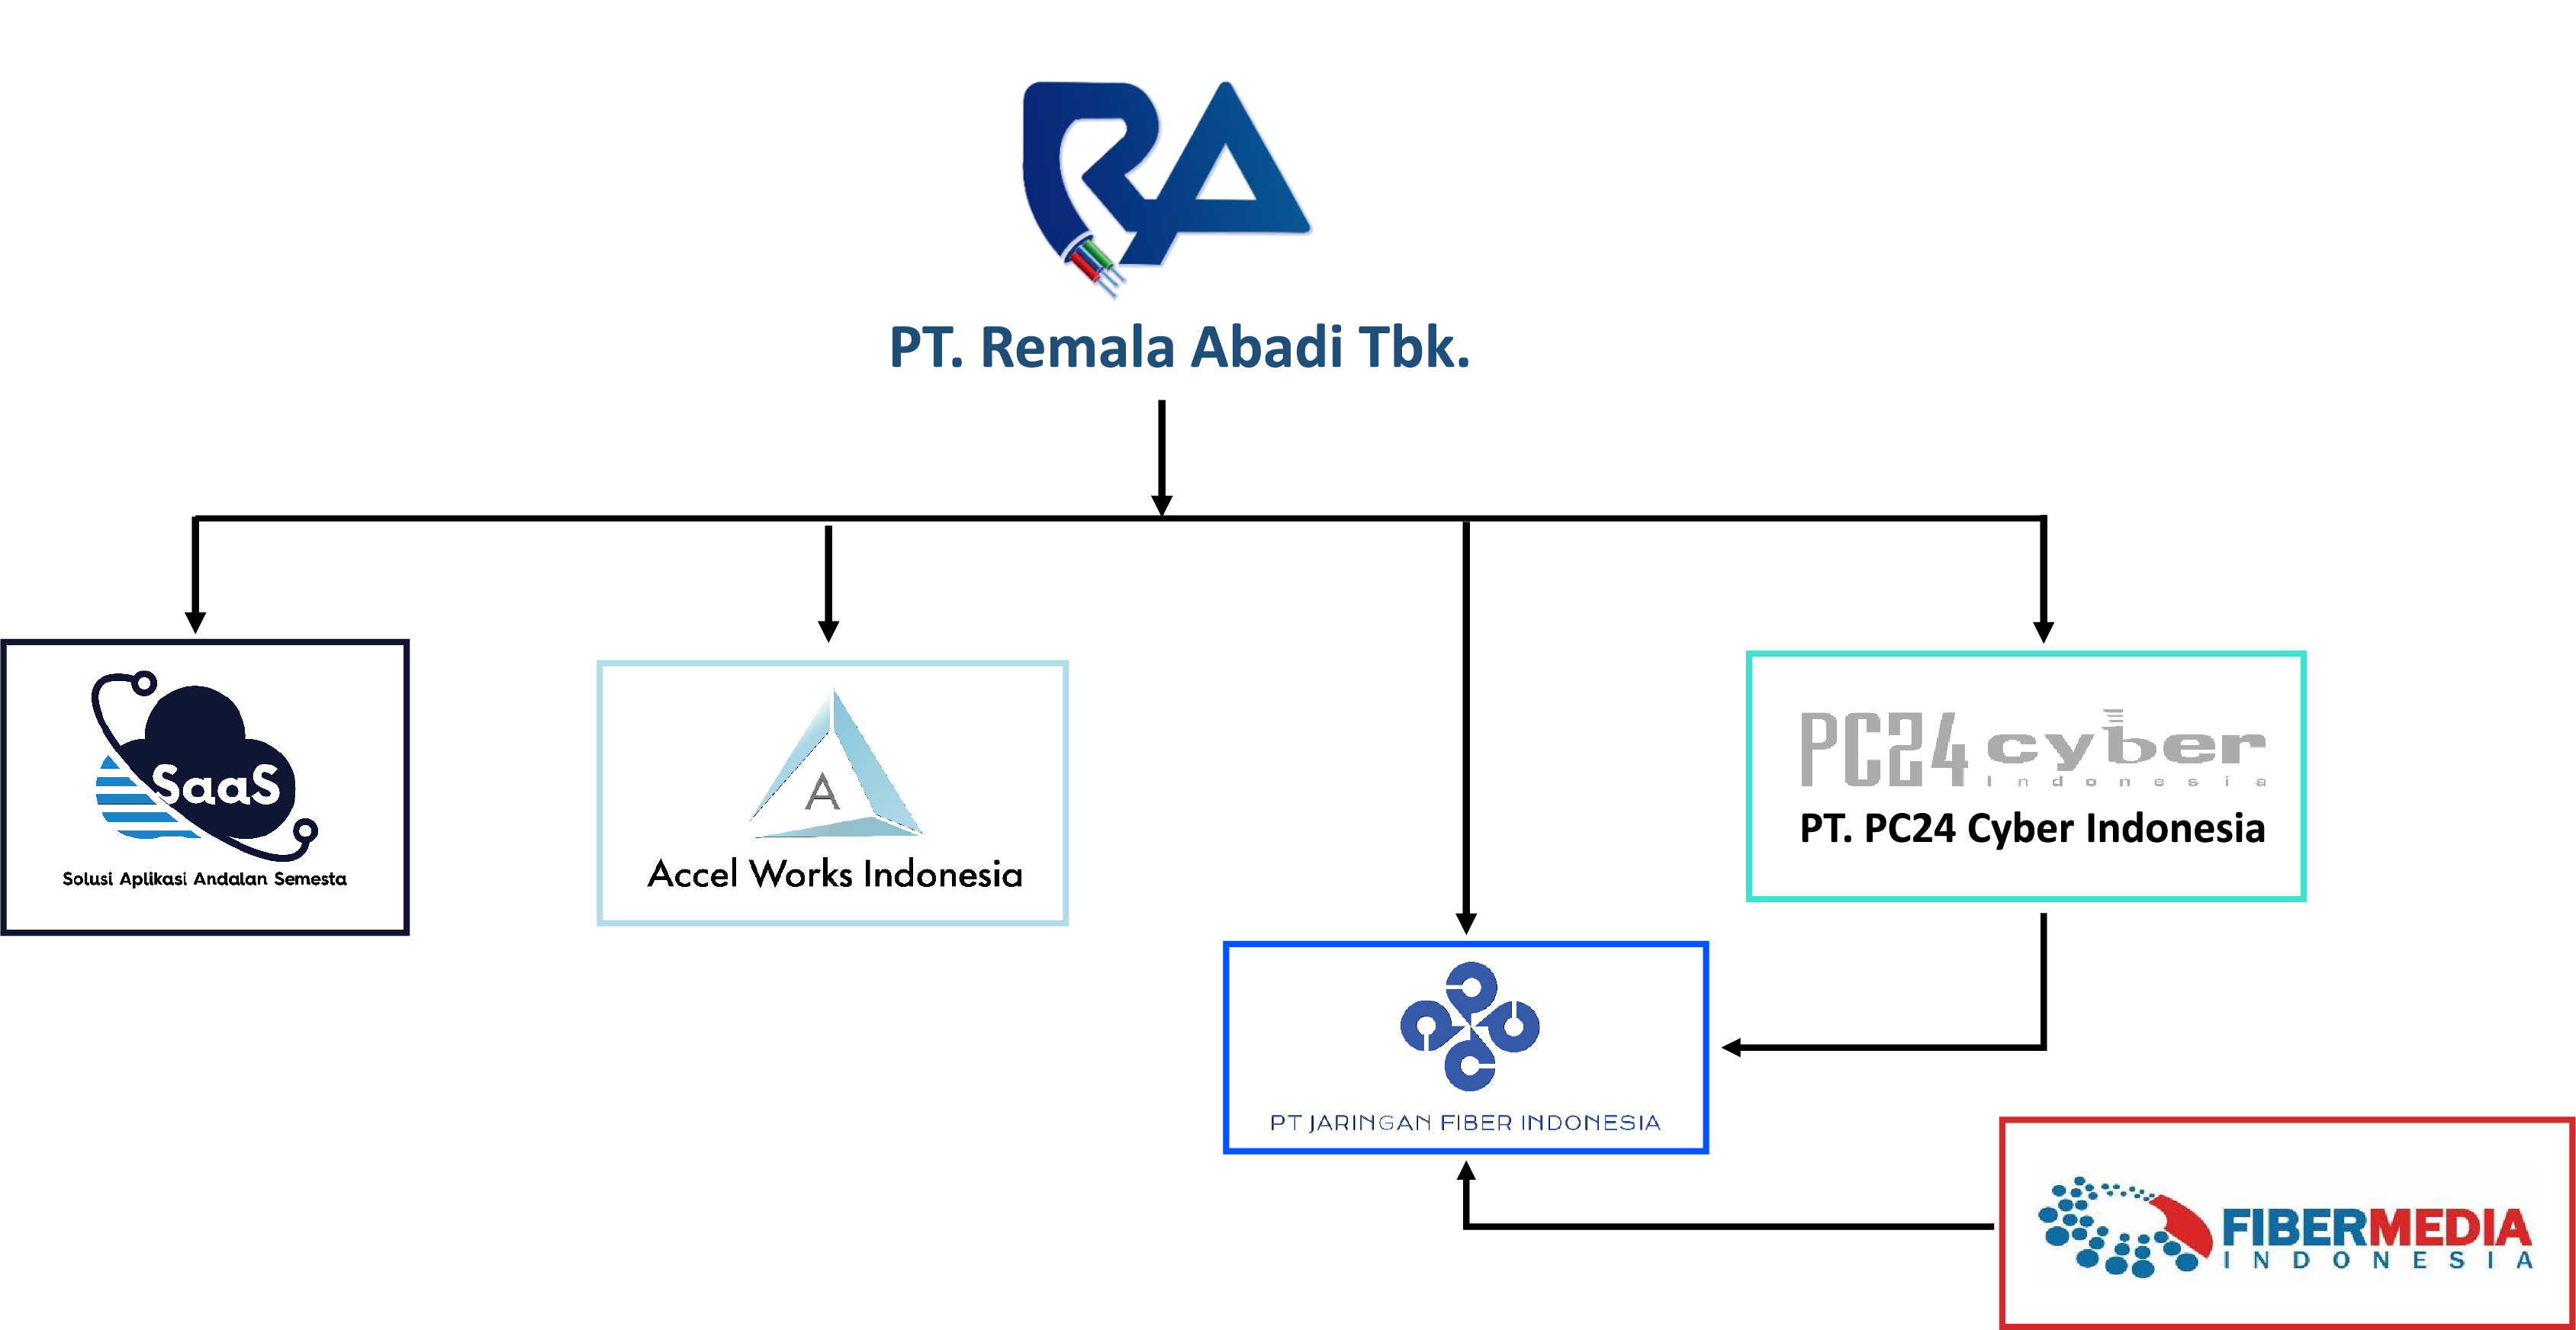 RA
PT. Remala Abadi Tbk.
SaaS
Solusi Aplikasi Andalan Semesta
A
Accel Works Indonesia
PC24 cyber
Indonesia
PT. PC24 Cyber Indonesia
PT JARINGAN FIBER INDONESIA
FIBERMEDIA
INDONESIA